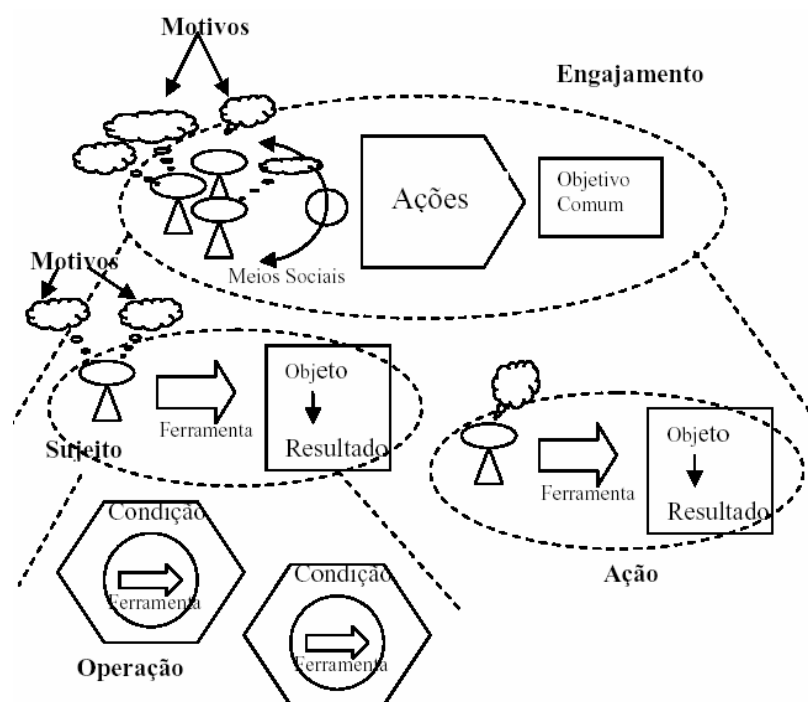 Motivos
Engajamento
Ações
Objetivo
Comum
Meios Sociais
Motivos
Objeto
Ferramenta
Resultado
Sujeito
Objeto
Ferramenta
Resultado
Ação
Condição
Ferramenta
Operação
Condição
Ferramenta